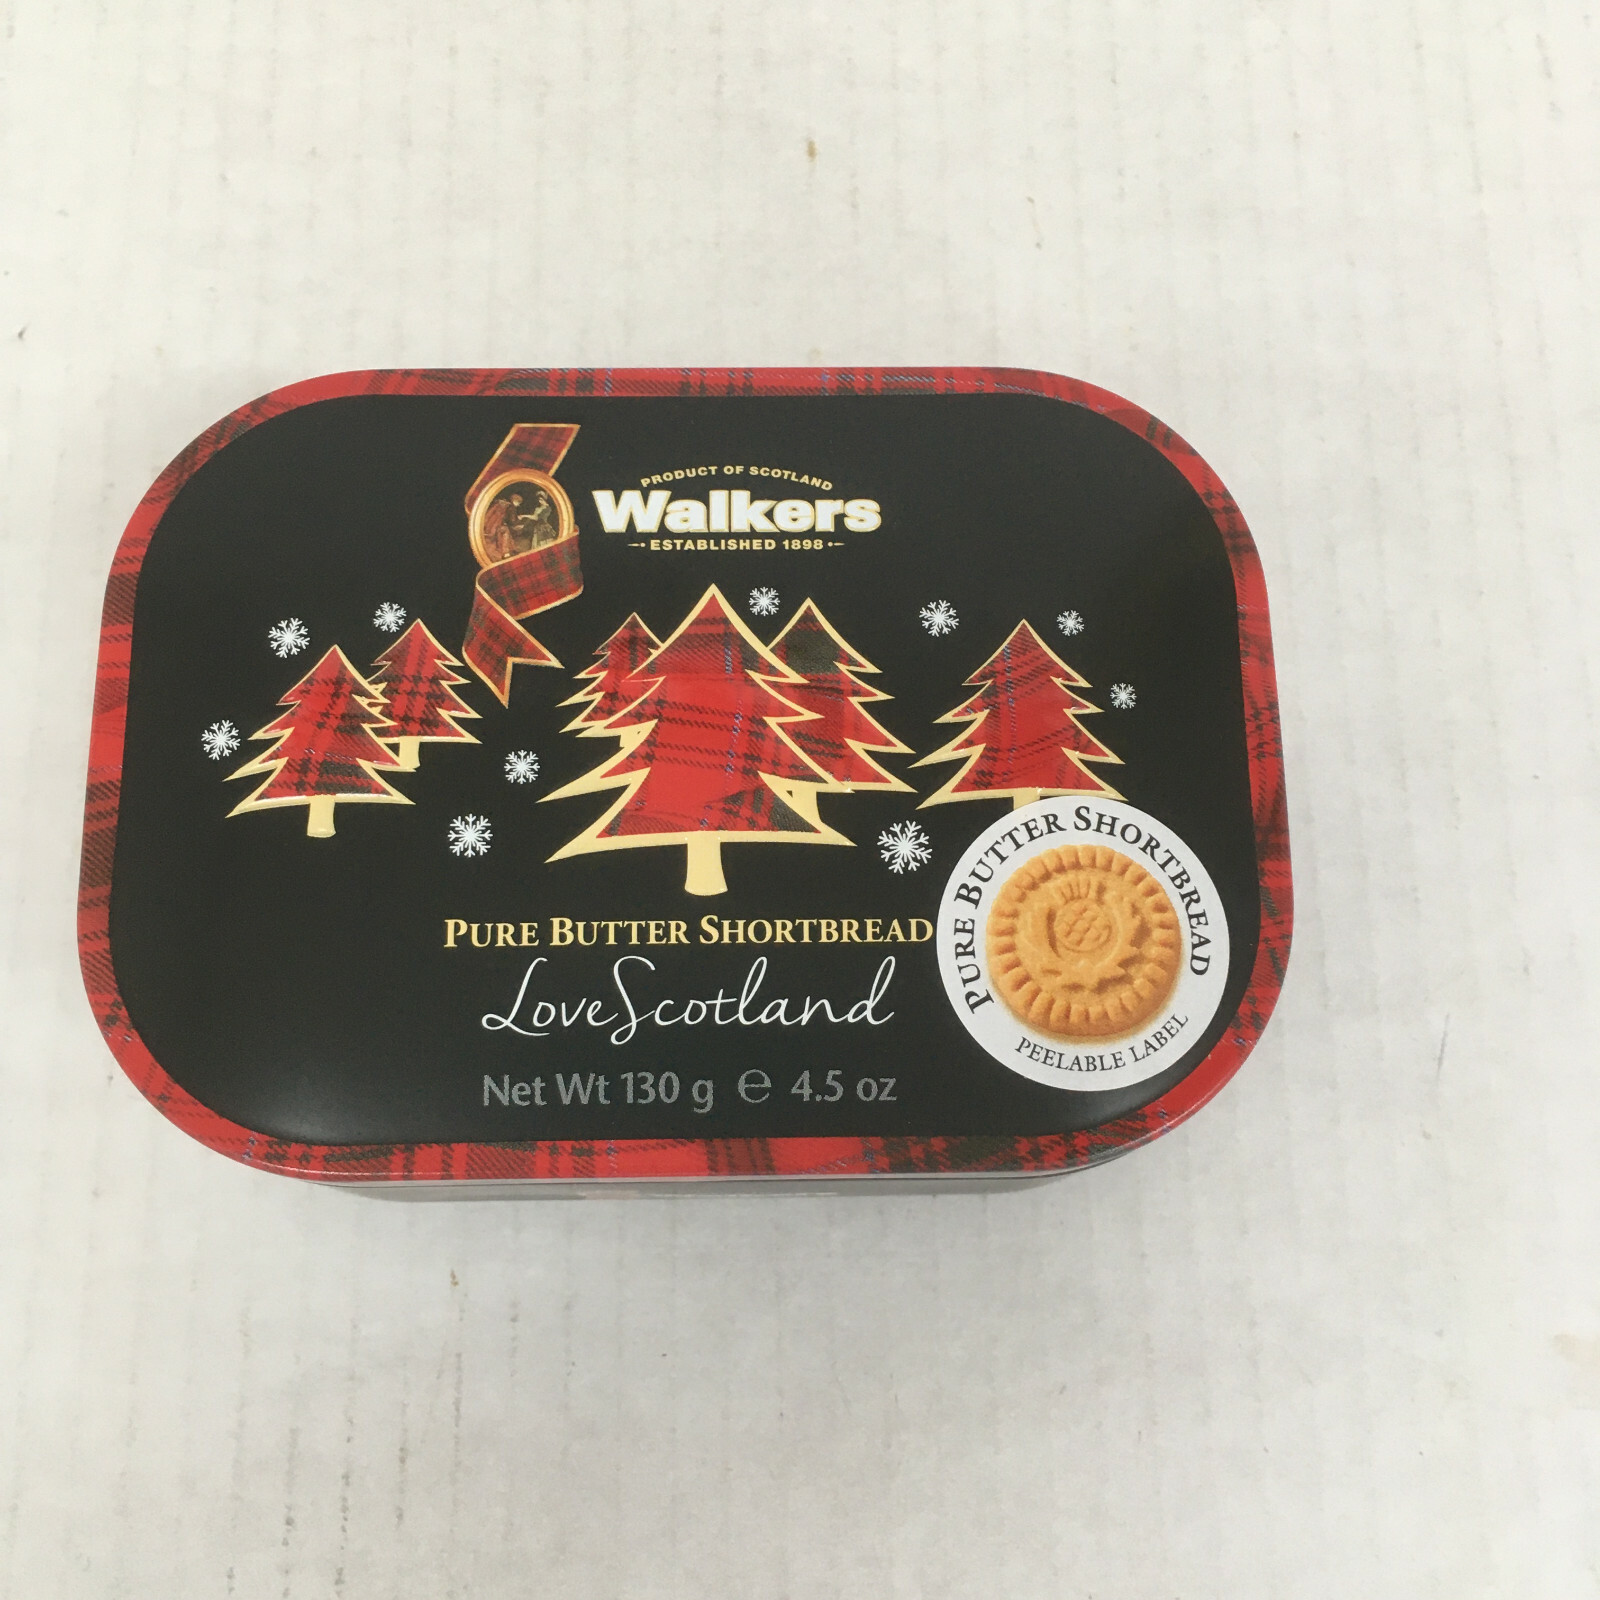 PRODUCT OF SCOTLAND
Walkers
ESTABLISHED 1898
PURE BUTTER SHORTBREAD
LoveScotland
Net Wt 130 g ℮ 4.5 oz
PURE BUTTER SHORTBREAD
PEELABLE LABEL